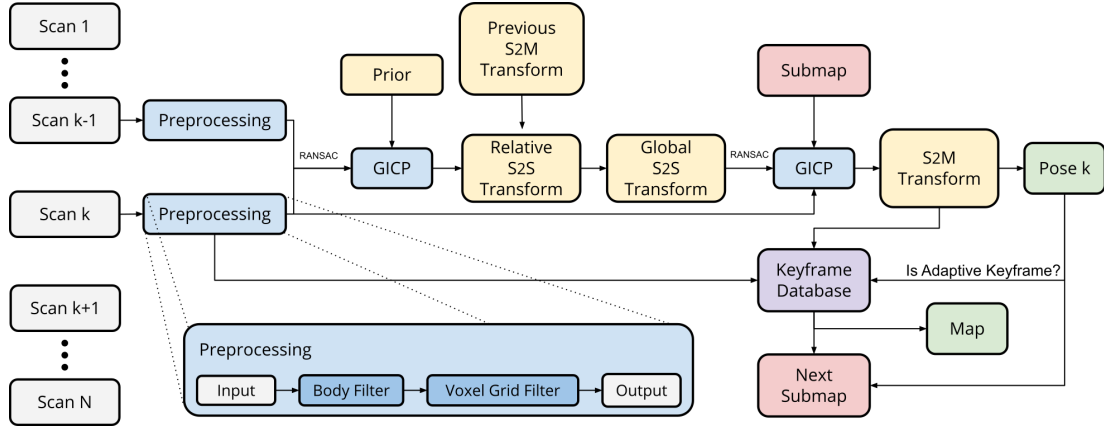 Scan 1
Scan k-1
Scan k
Scan k+1
Scan N
Preprocessing
Preprocessing
RANSAC
Prior
GICP
Previous
S2M
Transform
Relative
S2S
Transform
Global
S2S
Transform
RANSAC
Submap
GICP
S2M
Transform
Pose k
Keyframe
Database
Is Adaptive Keyframe?
Map
Next
Submap
Preprocessing
Input
Body Filter
Voxel Grid Filter
Output